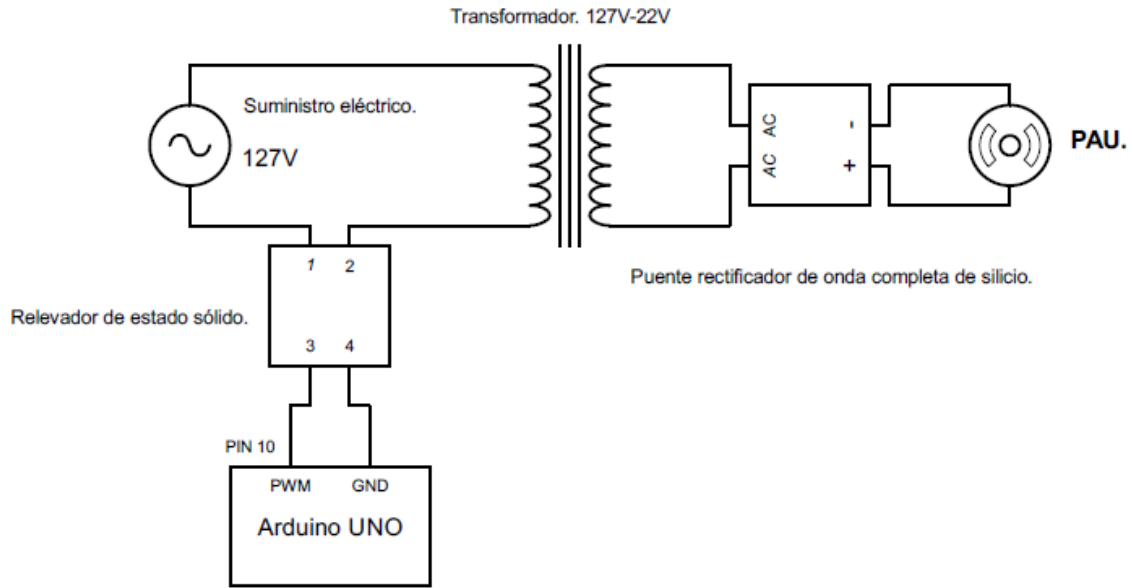 Transformador. 127V-22V
Suministro eléctrico.
127V
AC
AC
-
+
PAU.
1 2
Puente rectificador de onda completa de silicio.
Relevador de estado sólido.
3 4
PIN 10
PWM GND
Arduino UNO